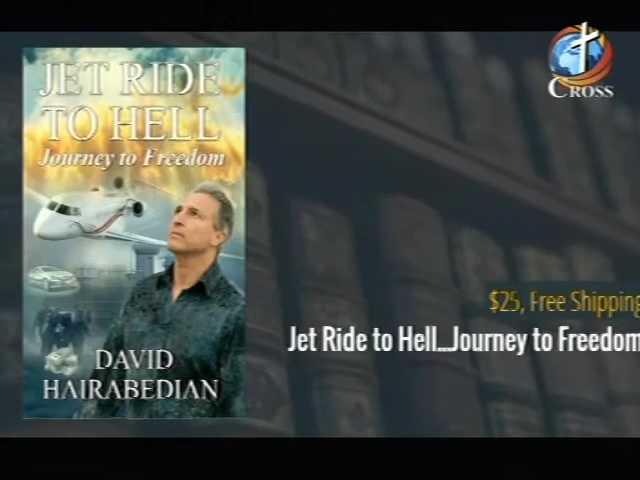 JET RIDE
TO HELL
Journey to Freedom
DAVID
HAIRABEDIAN
CROSS
$25, Free Shipping
Jet Ride to Hell...Journey to Freedom